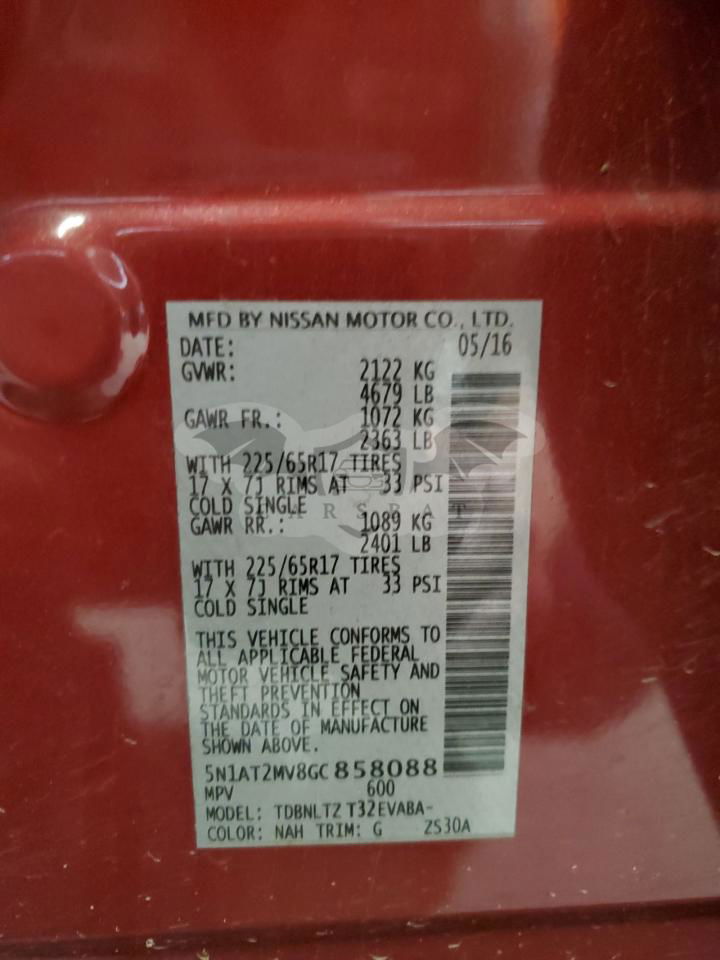 MFD BY NISSAN MOTOR CO., LTD.
DATE: 05/16
GVWR: 2122 KG
4679 LB
GAWR FR.: 1072 KG
2363 LB
WITH 225/65R17 TIRES
17 X 7J RIMS AT 33 PSI
COLD SINGLE
ARSBAT
GAWR RR.: 1089 KG
2401 LB
WITH 225/65R17 TIRES
17 X 7J RIMS AT 33 PSI
COLD SINGLE
THIS VEHICLE CONFORMS TO
ALL APPLICABLE FEDERAL
MOTOR VEHICLE SAFETY AND
THEFT PREVENTION
STANDARDS IN EFFECT ON
THE DATE OF MANUFACTURE
SHOWN ABOVE.
5N1AT2MV8GC858088
MPV 600
MODEL: TDBNLTZ T32EVABA-
COLOR: NAH TRIM: G ZS30A